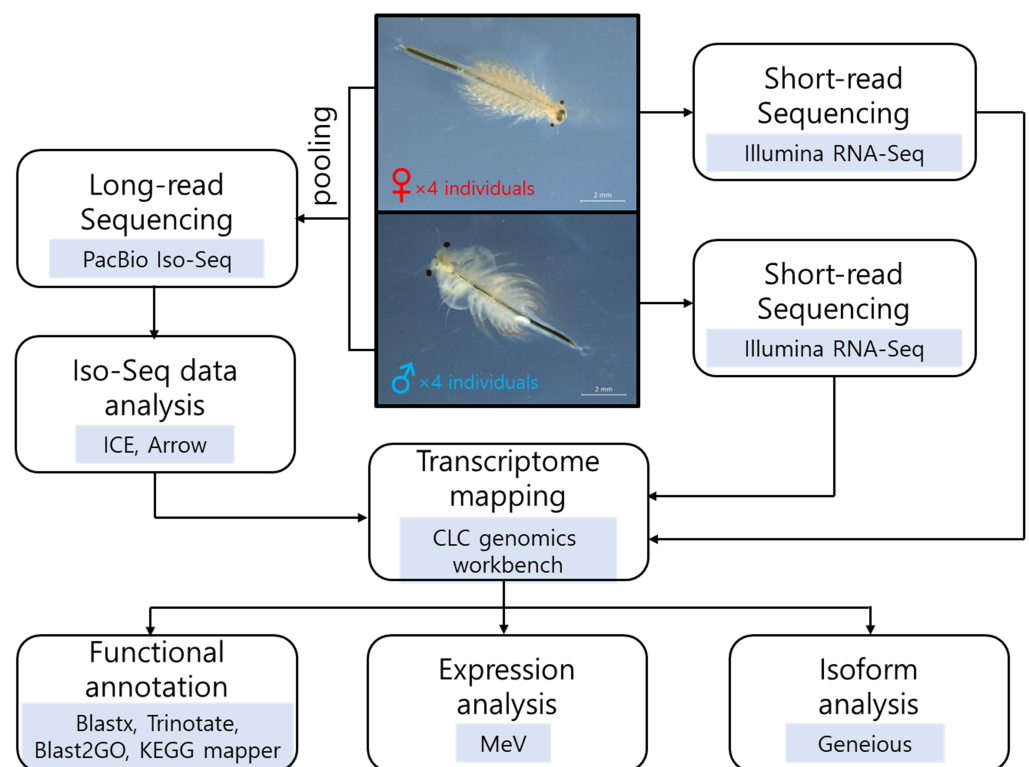 Short-read
Sequencing
Illumina RNA-Seq
pooling
♀×4 individuals
2 mm
Long-read
Sequencing
PacBio Iso-Seq
Short-read
Sequencing
Illumina RNA-Seq
Iso-Seq data
analysis
ICE, Arrow
♂×4 individuals
2 mm
Transcriptome
mapping
CLC genomics
workbench
Functional
annotation
Blastx, Trinotate,
Blast2GO, KEGG mapper
Expression
analysis
MeV
Isoform
analysis
Geneious